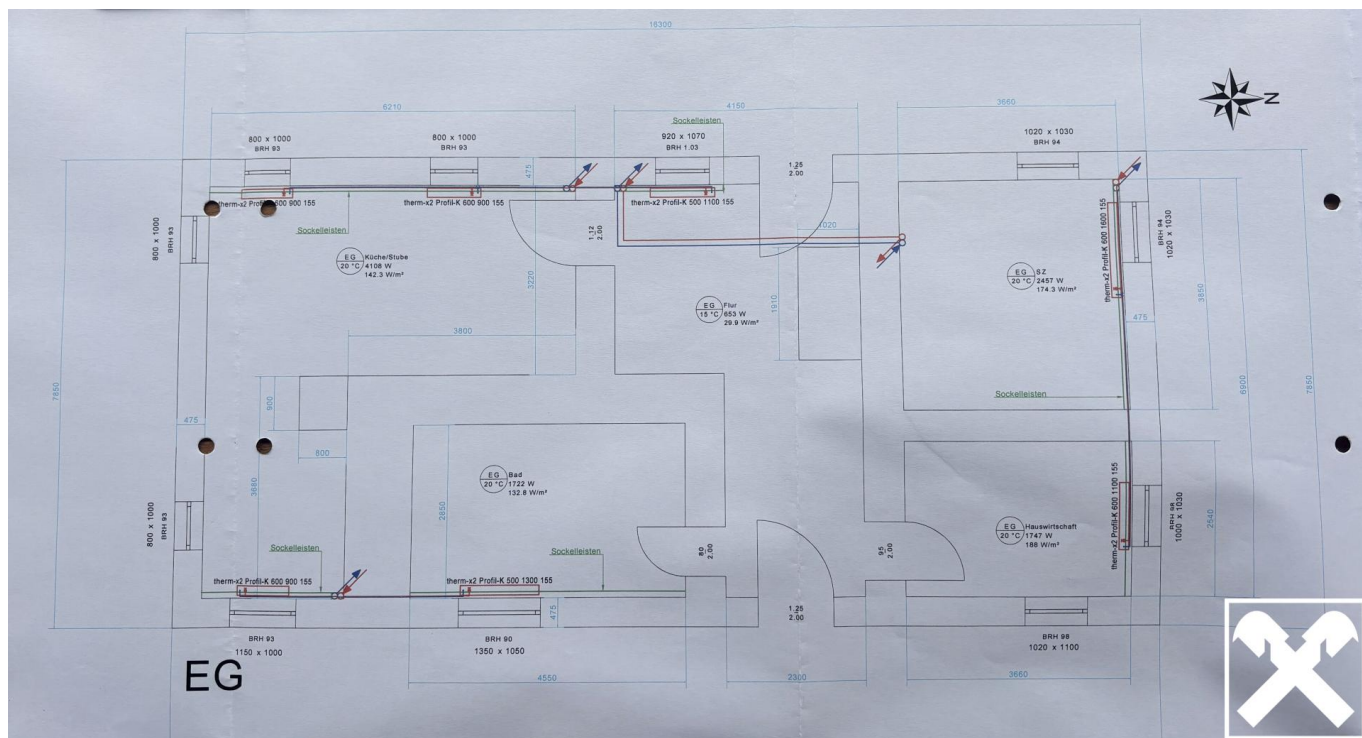 16300
6210
4150
3660
Sockelleisten
N
800 x 1000
BRH 93
800 x 1000
BRH 93
920 x 1070
BRH 1.03
1020 x 1030
BRH 94
475
1.25
2.00
therm-x2 Profil-K 600 900 155
therm-x2 Profil-K 600 900 155
therm-x2 Profil-K 500 1100 155
Sockelleisten
800 x 1000
BRH 93
1.12
2.00
1020
BRH 94
1020 x 1030
therm-x2 Profil-K 600 1600 155
EG
20 °C
Küche/Stube
4108 W
142.3 W/m²
3220
EG
15 °C
Flur
653 W
29.9 W/m²
1910
EG
20 °C
SZ
2457 W
174.3 W/m²
3850
475
3800
7850
6900
7850
Sockelleisten
900
475
800
3880
2850
EG
20 °C
Bad
1722 W
132.8 W/m²
800 x 1000
BRH 93
EG
20 °C
Hauswirtschaft
1747 W
188 W/m²
therm-x2 Profil-K 600 1100 155
1000 x 1030
2540
80
2.00
95
2.00
Sockelleisten
Sockelleisten
therm-x2 Profil-K 600 900 155
therm-x2 Profil-K 500 1300 155
475
1.25
2.00
BRH 93
1150 x 1000
BRH 90
1350 x 1050
BRH 98
1020 x 1100
EG
4550
2300
3660